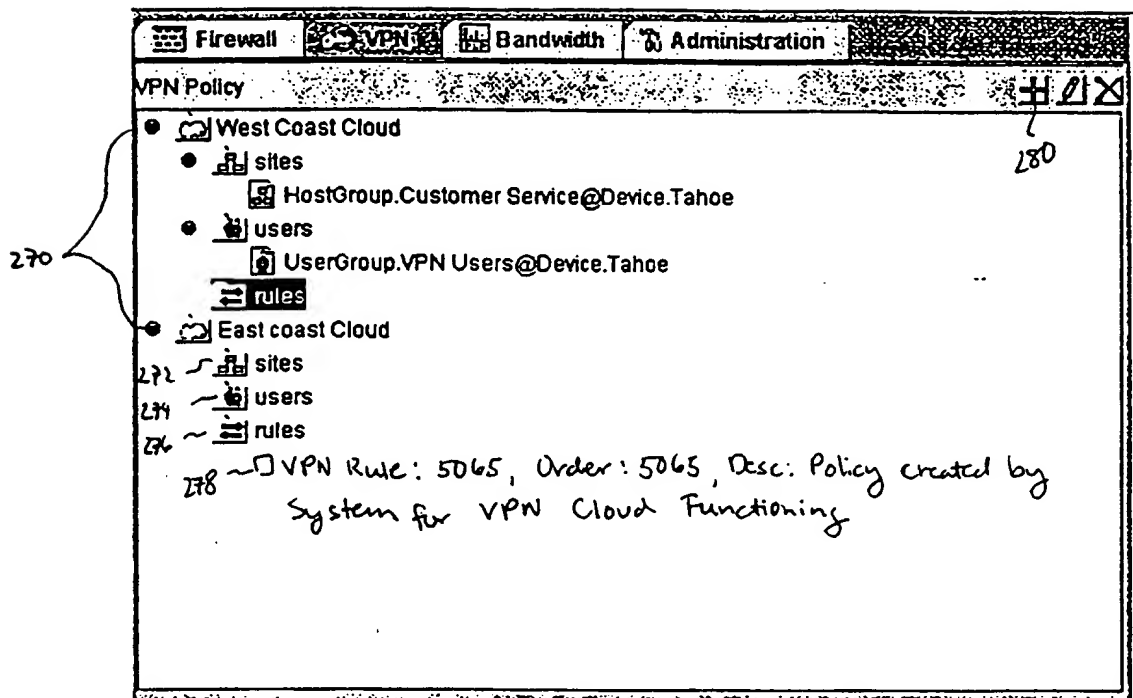 Firewall VPN Bandwidth Administration
VPN Policy
280
West Coast Cloud
sites
HostGroup.Customer Service@Device.Tahoe
users
UserGroup.VPN Users@Device.Tahoe
270
rules
East coast Cloud
272 sites
274 users
276 rules
278 VPN Rule: 5065, Order: 5065, Desc: Policy created by
System for VPN Cloud Functioning